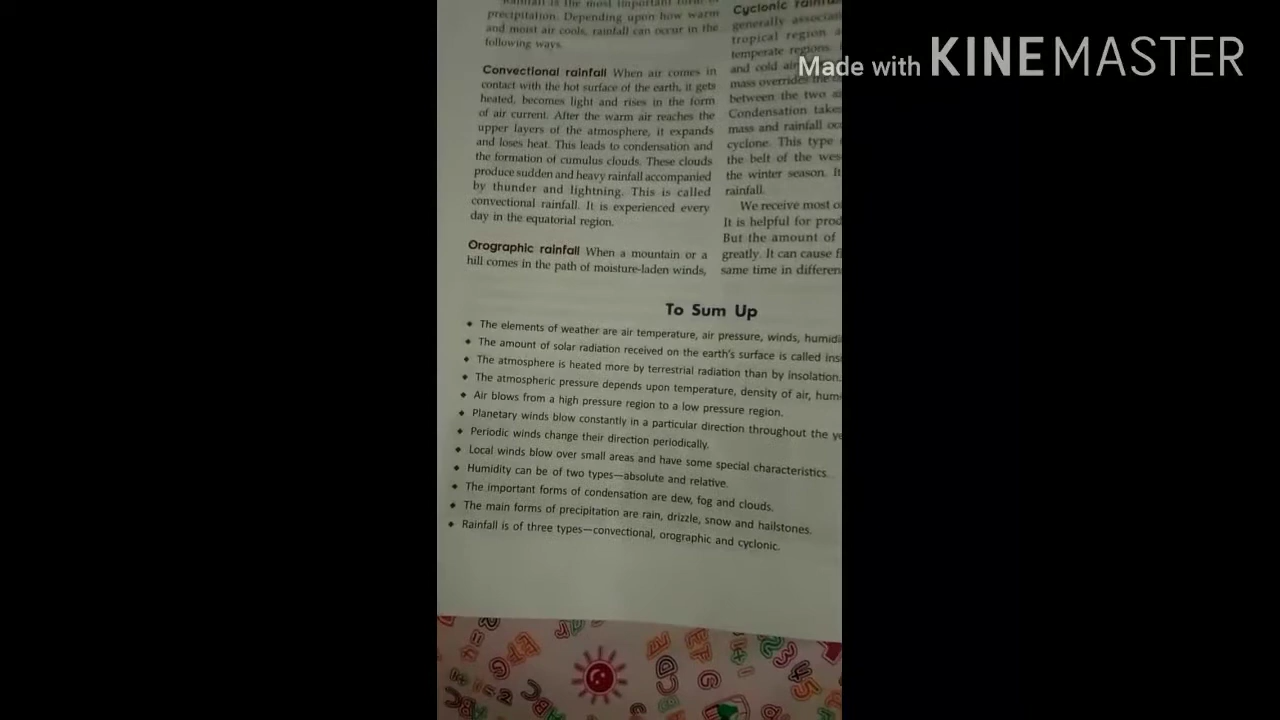 Rainfall is the most important form of
precipitation. Depending upon how warm
and moist air cools, rainfall can occur in the
following ways.
Convectional rainfall When air comes in
contact with the hot surface of the earth, it gets
heated, becomes light and rises in the form
of air current. After the warm air reaches the
upper layers of the atmosphere, it expands
and loses heat. This leads to condensation and
the formation of cumulus clouds. These clouds
produce sudden and heavy rainfall accompanied
by thunder and lightning. This is called
convectional rainfall. It is experienced every
day in the equatorial region.
Orographic rainfall When a mountain or a
hill comes in the path of moisture-laden winds,
Cyclonic
generally
tropical region
temperate regions.
and cold
mass overrides
between the two
Condensation takes
mass and rainfall
cyclone. This type
the belt of the
the winter season. It
rainfall.
We receive most
It is helpful for
But the amount of
greatly. It can cause
same time in
To Sum Up
◆ The elements of weather are air temperature, air pressure, winds,
◆ The amount of solar radiation received on the earth's surface is called
◆ The atmosphere is heated more by terrestrial radiation than by insolation.
◆ The atmospheric pressure depends upon temperature, density of air,
◆ Air blows from a high pressure region to a low pressure region.
◆ Planetary winds blow constantly in a particular direction throughout the
◆ Periodic winds change their direction periodically.
◆ Local winds blow over small areas and have some special characteristics.
◆ Humidity can be of two types—absolute and relative.
◆ The important forms of condensation are dew, fog and clouds.
◆ The main forms of precipitation are rain, drizzle, snow and hailstones.
◆ Rainfall is of three types—convectional, orographic and cyclonic.
Made with KINEMASTER